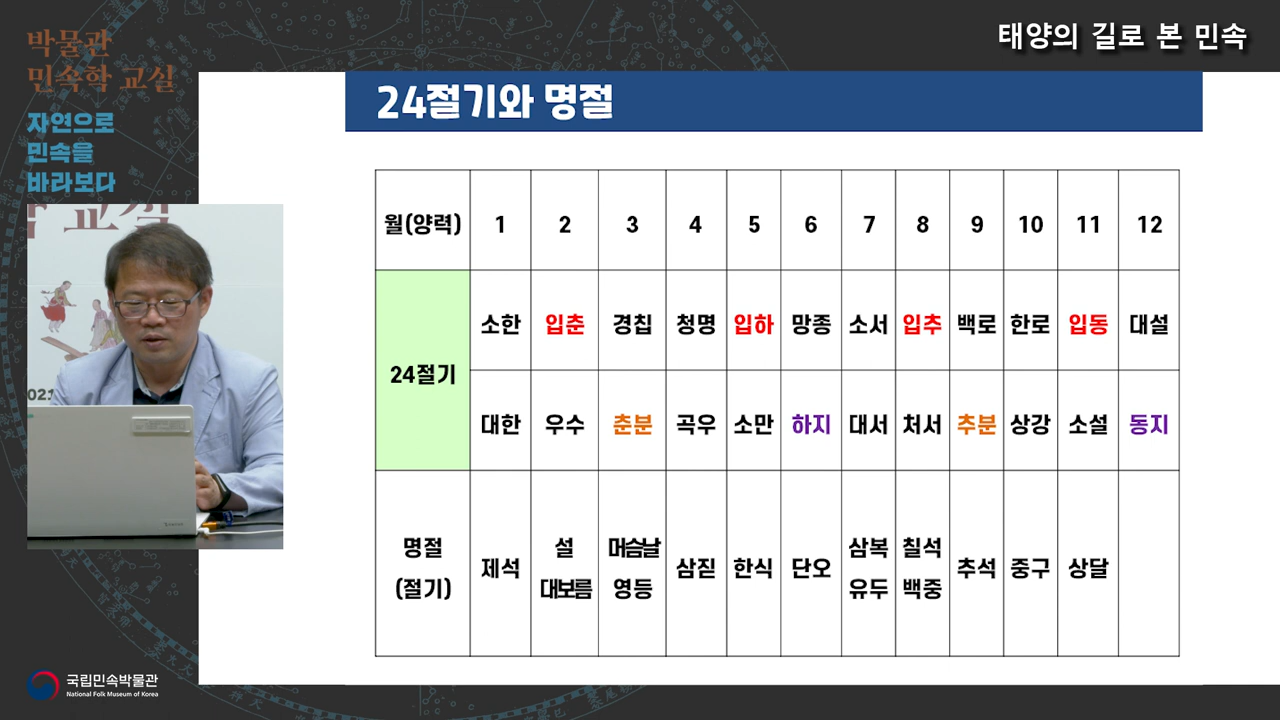 태양의 길로 본 민속
박물관
민속학 교실
자연으로
민속을
바라보다
24절기와 명절
월(양력) 1 2 3 4 5 6 7 8 9 10 11 12
24절기
소한 입춘 경칩 청명 입하 망종 소서 입추 백로 한로 입동 대설
대한 우수 춘분 곡우 소만 하지 대서 처서 추분 상강 소설 동지
명절
(절기)
제석
설
대보름
머슴날
영등
삼짇
한식
단오
삼복
유두
칠석
백중
추석
중구
상달
교실
국립민속박물관
National Folk Museum of Korea